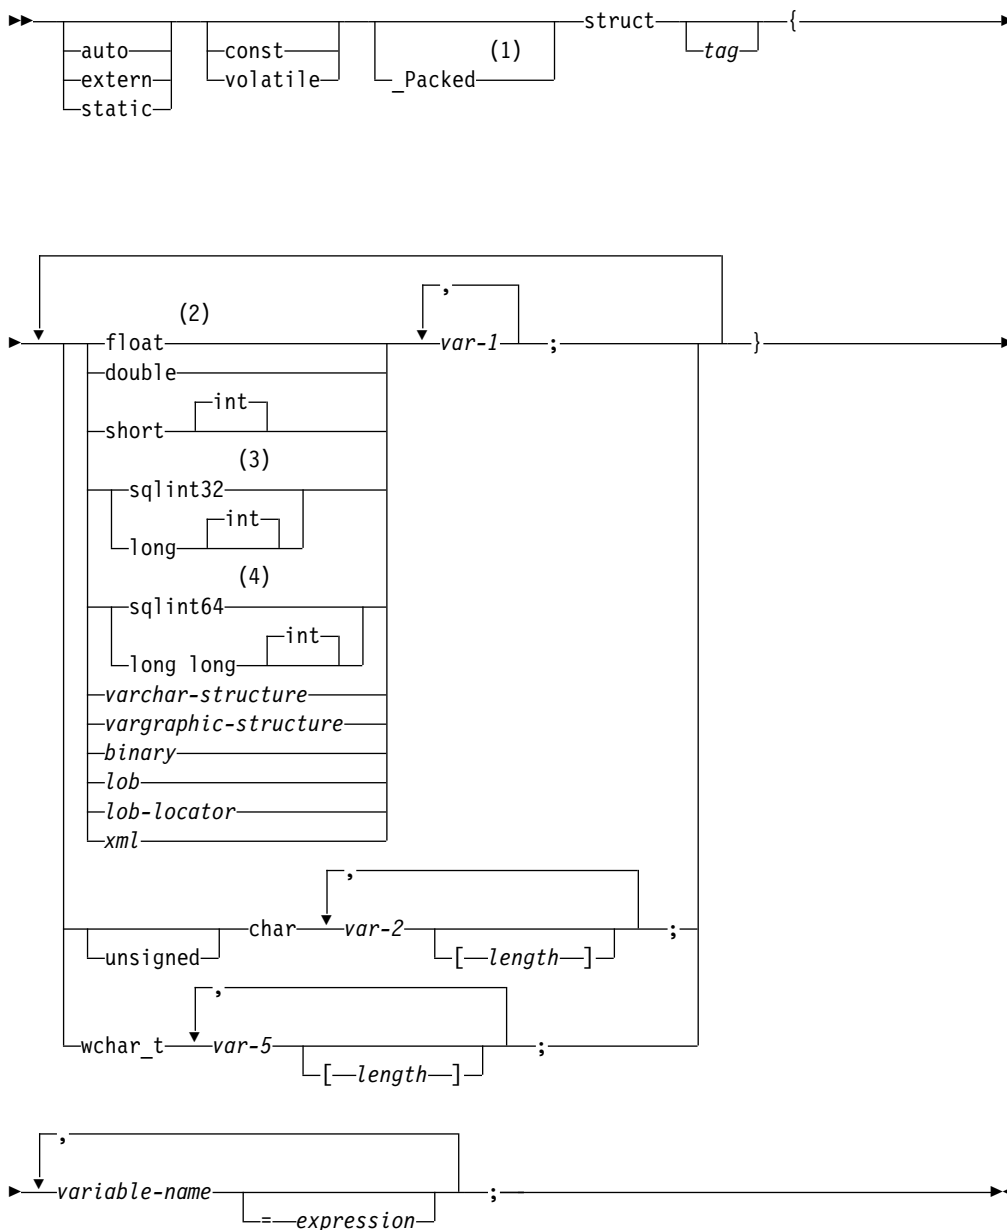 struct {
auto const (1) tag
extern volatile _Packed
static
,
(2)
float var-1 ; }
double
int
short
(3)
sqlint32
int
long
(4)
sqlint64
int
long long
varchar-structure
vargraphic-structure
binary
lob
lob-locator
xml
,
char var-2 ;
unsigned [ length ]
,
wchar_t var-5 ;
[ length ]
,
variable-name ;
= expression